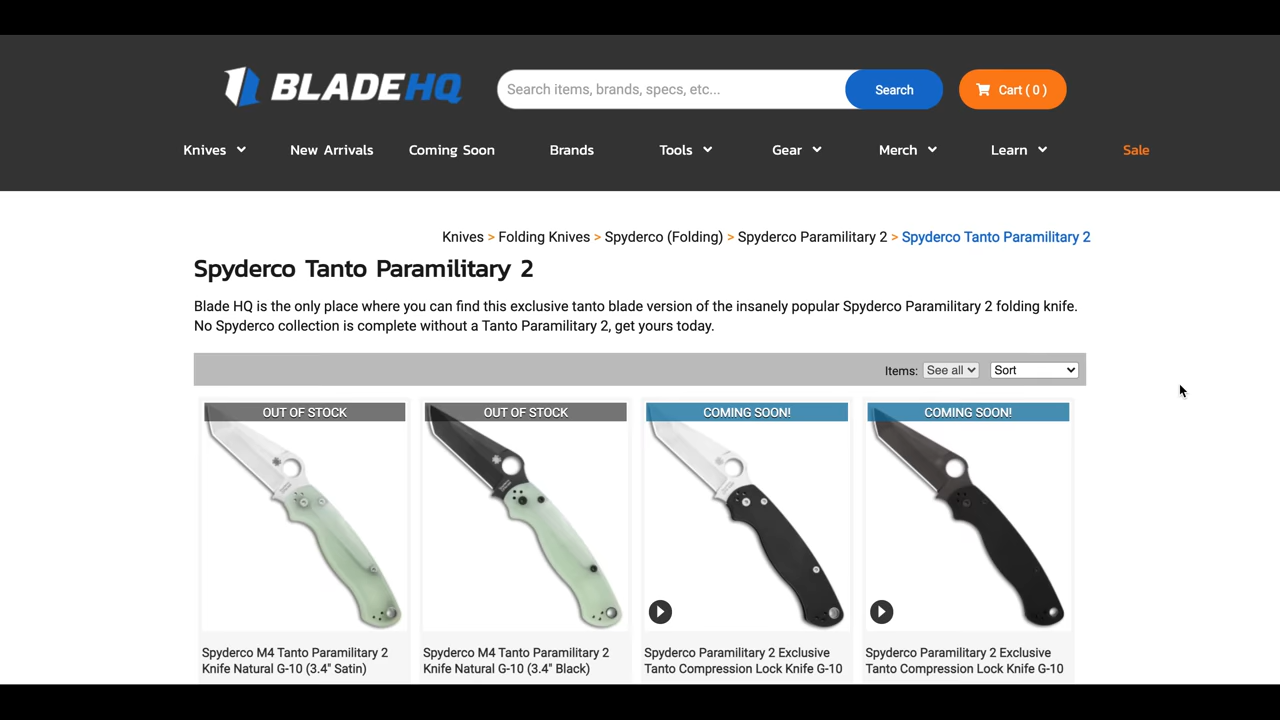 BLADEHQ
Search items, brands, specs, etc...
Search
Cart ( 0 )
Knives
New Arrivals
Coming Soon
Brands
Tools
Gear
Merch
Learn
Sale
Knives > Folding Knives > Spyderco (Folding) > Spyderco Paramilitary 2 > Spyderco Tanto Paramilitary 2
Spyderco Tanto Paramilitary 2
Blade HQ is the only place where you can find this exclusive tanto blade version of the insanely popular Spyderco Paramilitary 2 folding knife.
No Spyderco collection is complete without a Tanto Paramilitary 2, get yours today.
Items: See all Sort
OUT OF STOCK
Spyderco M4 Tanto Paramilitary 2
Knife Natural G-10 (3.4" Satin)
OUT OF STOCK
Spyderco M4 Tanto Paramilitary 2
Knife Natural G-10 (3.4" Black)
COMING SOON!
Spyderco Paramilitary 2 Exclusive
Tanto Compression Lock Knife G-10
COMING SOON!
Spyderco Paramilitary 2 Exclusive
Tanto Compression Lock Knife G-10